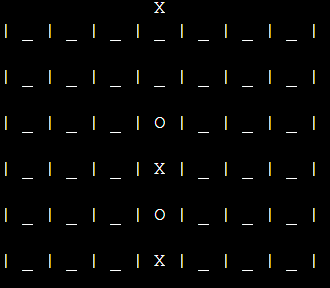 X
| _ | _ | _ | _ | _ | _ | _ |
| _ | _ | _ | _ | _ | _ | _ |
| _ | _ | _ | O | _ | _ | _ |
| _ | _ | _ | X | _ | _ | _ |
| _ | _ | _ | O | _ | _ | _ |
| _ | _ | _ | X | _ | _ | _ |